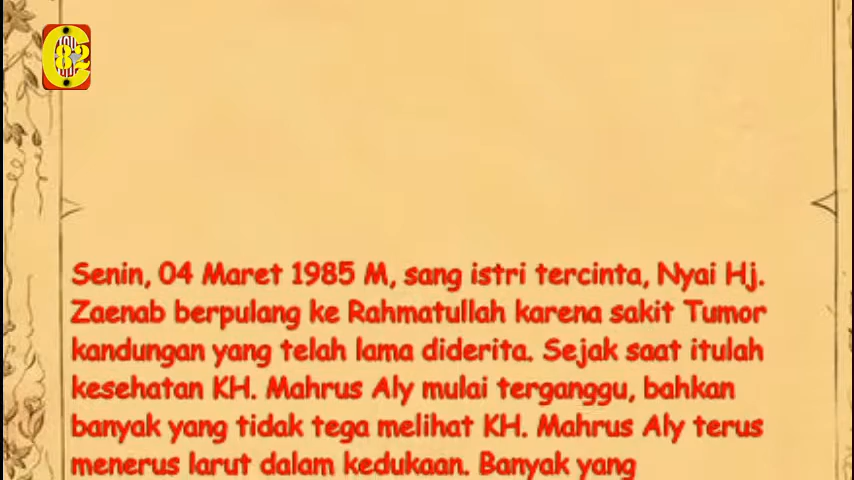 82
Senin, 04 Maret 1985 M, sang istri tercinta, Nyai Hj.
Zaenab berpulang ke Rahmatullah karena sakit Tumor
kandungan yang telah lama diderita. Sejak saat itulah
kesehatan KH. Mahrus Aly mulai terganggu, bahkan
banyak yang tidak tega melihat KH. Mahrus Aly terus
menerus larut dalam kedukaan. Banyak yang